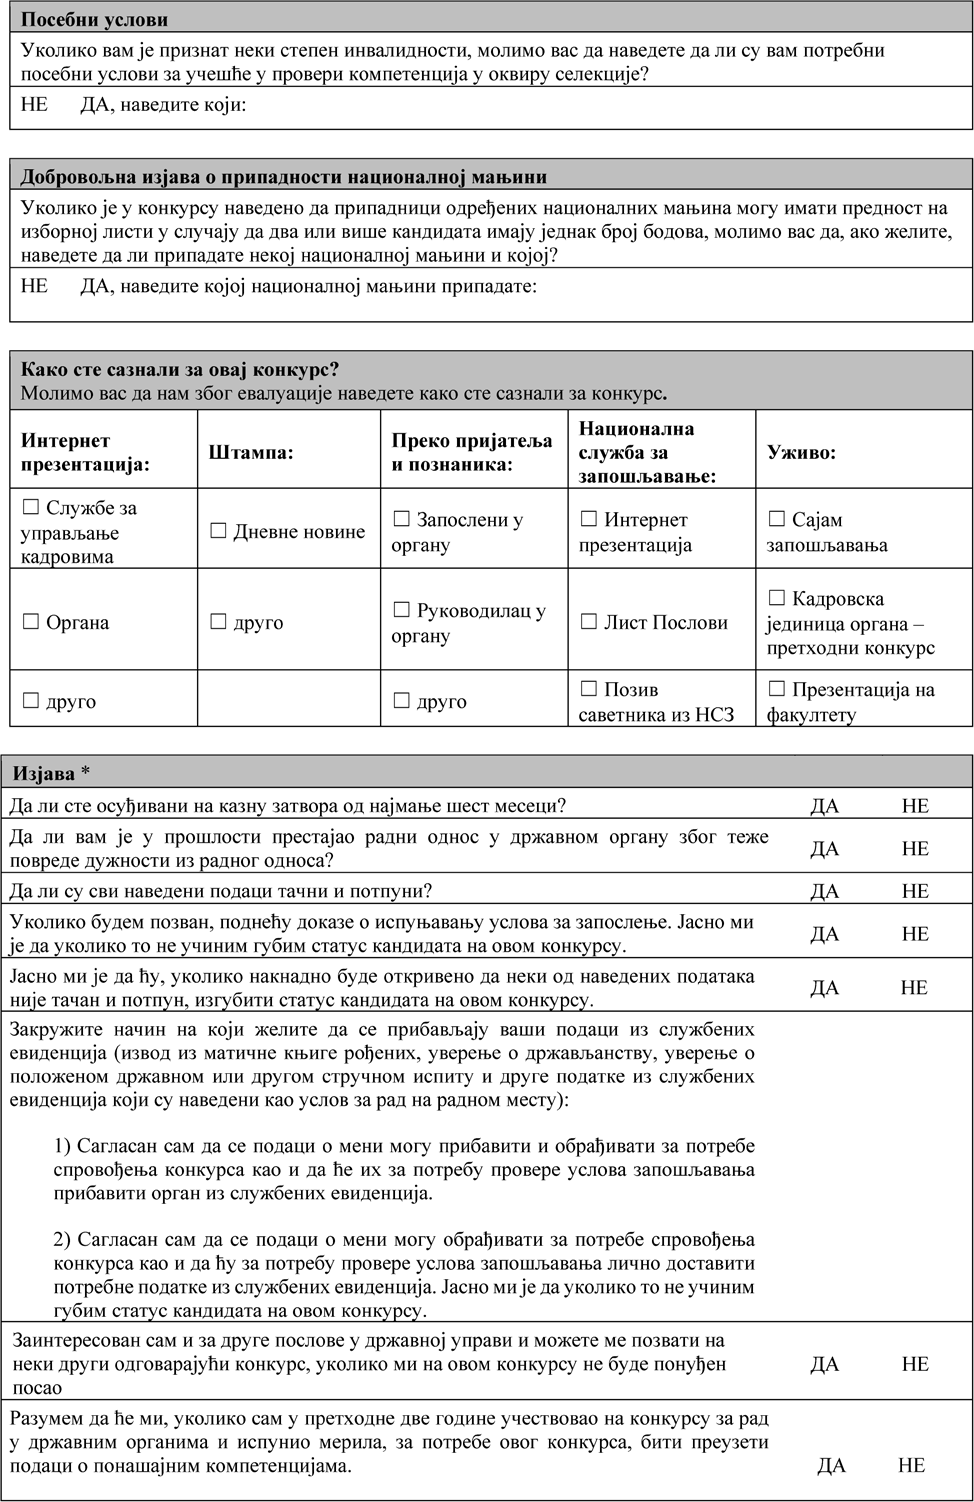 Посебни услови
Уколико вам је признат неки степен инвалидности, молимо вас да наведете да ли су вам потребни
посебни услови за учешће у провери компетенција у оквиру селекције?
НЕ ДА, наведите који:
Добровољна изјава о припадности националној мањини
Уколико је у конкурсу наведено да припадници одређених националних мањина могу имати предност на
изборној листи у случају да два или више кандидата имају једнак број бодова, молимо вас да, ако желите,
наведете да ли припадате некој националној мањини и којој?
НЕ ДА, наведите којој националној мањини припадате:
Како сте сазнали за овај конкурс?
Молимо вас да нам због евалуације наведете како сте сазнали за конкурс.
Интернет
презентација:
Штампа:
Преко пријатеља
и познаника:
Национална
служба за
запошљавање:
Уживо:
☐ Службе за
управљање
кадровима
☐ Дневне новине
☐ Запослени у
органу
☐ Интернет
презентација
☐ Сајам
запошљавања
☐ Органа
☐ друго
☐ Руководилац у
органу
☐ Лист Послови
☐ Кадровска
јединица органа –
претходни конкурс
☐ друго
☐ друго
☐ Позив
саветника из НСЗ
☐ Презентација на
факултету
Изјава *
Да ли сте осуђивани на казну затвора од најмање шест месеци? ДА НЕ
Да ли вам је у прошлости престајао радни однос у државном органу због теже
повреде дужности из радног односа? ДА НЕ
Да ли су сви наведени подаци тачни и потпуни? ДА НЕ
Уколико будем позван, поднећу доказе о испуњавању услова за запослење. Јасно ми
је да уколико то не учиним губим статус кандидата на овом конкурсу. ДА НЕ
Јасно ми је да ћу, уколико накнадно буде откривено да неки од наведених података
није тачан и потпун, изгубити статус кандидата на овом конкурсу. ДА НЕ
Закружите начин на који желите да се прибављају ваши подаци из службених
евиденција (извод из матичне књиге рођених, уверење о држављанству, уверење о
положеном државном или другом стручном испиту и друге податке из службених
евиденција који су наведени као услов за рад на радном месту):
1) Сагласан сам да се подаци о мени могу прибавити и обрађивати за потребе
спровођења конкурса као и да ће их за потребу провере услова запошљавања
прибавити орган из службених евиденција.
2) Сагласан сам да се подаци о мени могу обрађивати за потребе спровођења
конкурса као и да ћу за потребу провере услова запошљавања лично доставити
потребне податке из службених евиденција. Јасно ми је да уколико то не учиним
губим статус кандидата на овом конкурсу.
Заинтересован сам и за друге послове у државној управи и можете ме позвати на
неки други одговарајући конкурс, уколико ми на овом конкурсу не буде понуђен
посао ДА НЕ
Разумем да ће ми, уколико сам у претходне две године учествовао на конкурсу за рад
у државним органима и испунио мерила, за потребе овог конкурса, бити преузети
подаци о понашајним компетенцијама. ДА НЕ